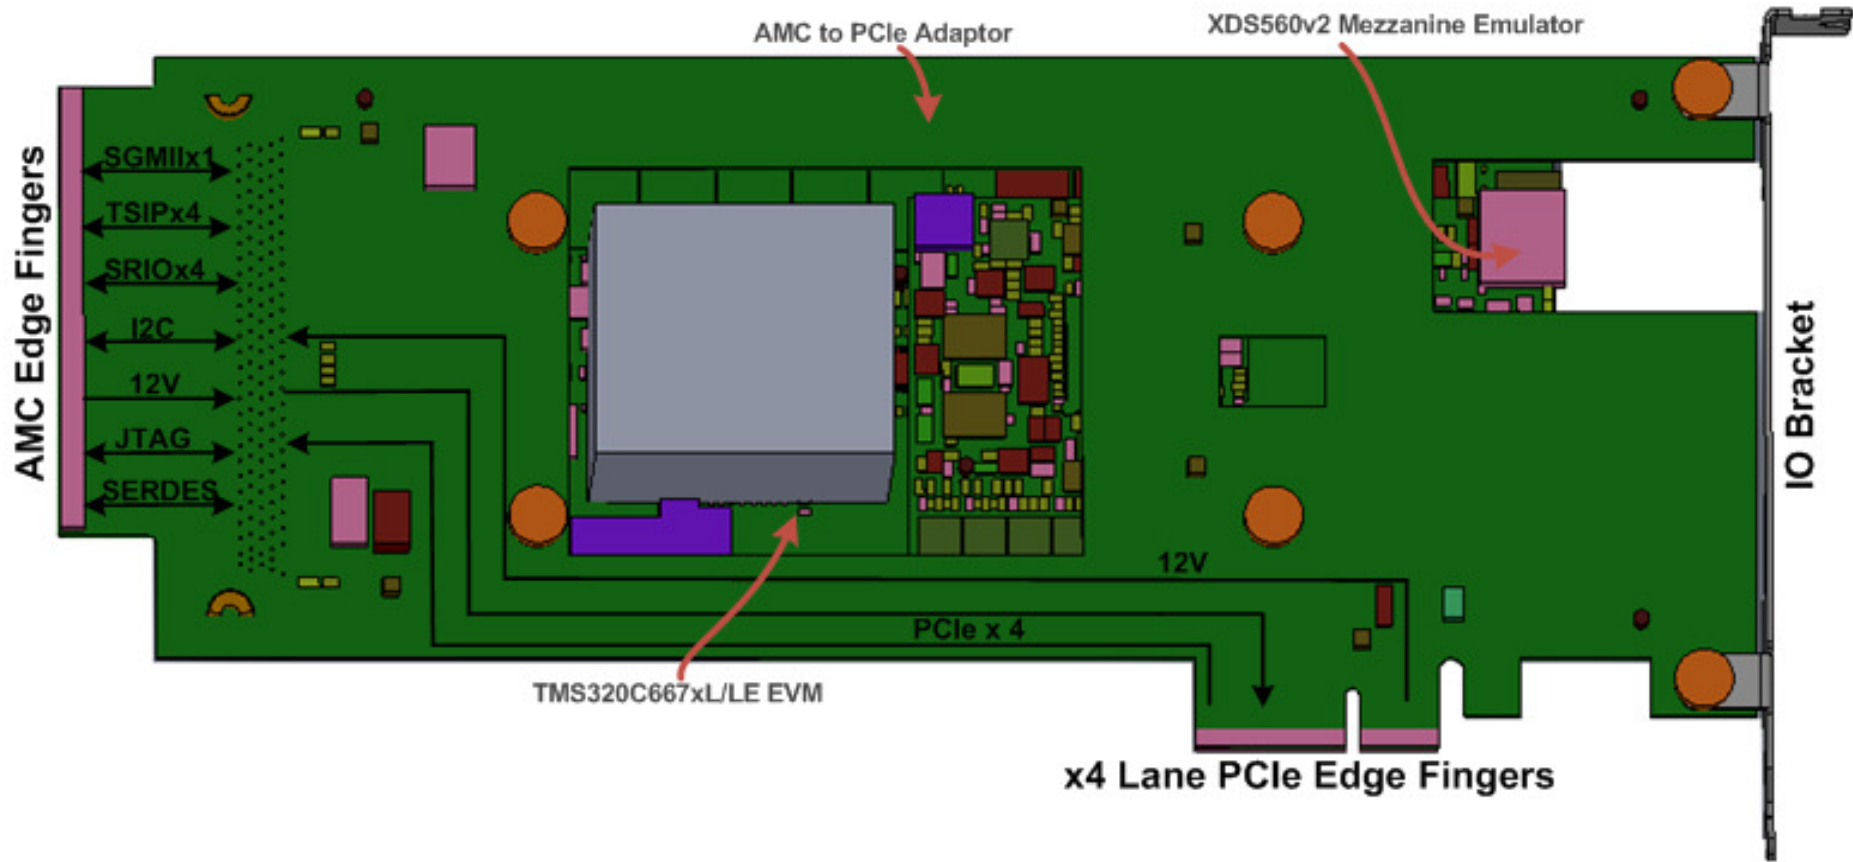 AMC to PCIe Adaptor
XDS560v2 Mezzanine Emulator
AMC Edge Fingers
SGMIIx1
TSIPx4
SRIOx4
I2C
12V
JTAG
SERDES
IO Bracket
12V
PCIe x 4
TMS320C667xL/LE EVM
x4 Lane PCIe Edge Fingers